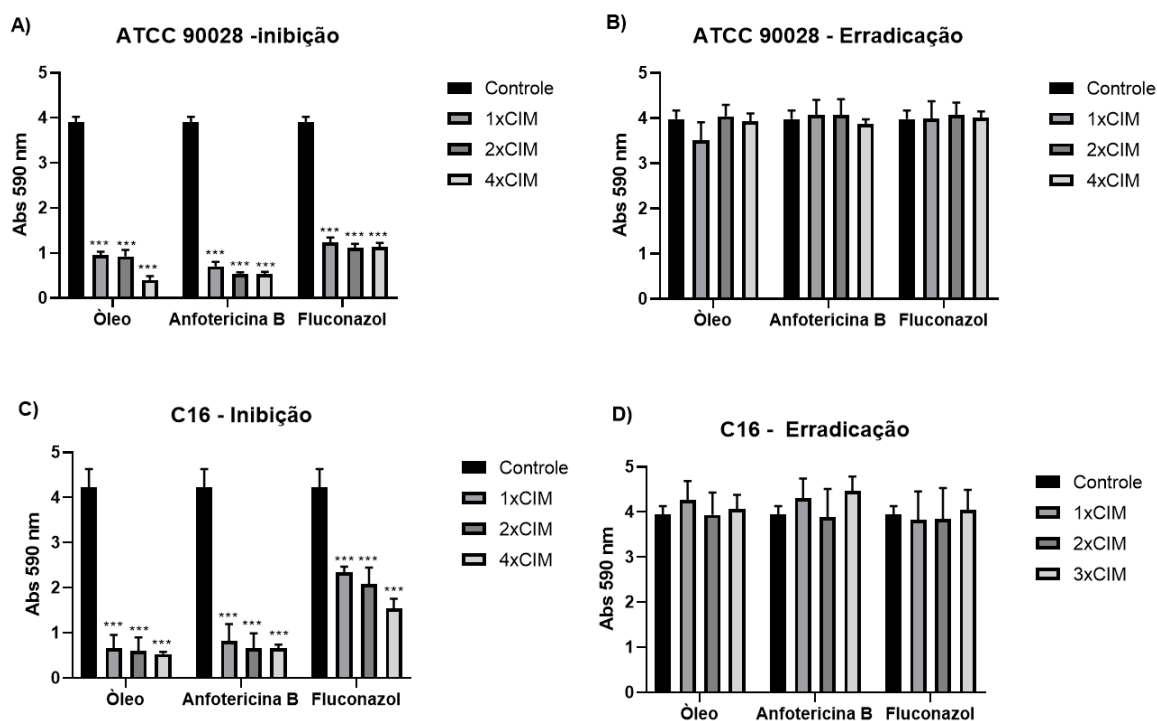 A)
ATCC 90028 -inibição
Abs 590 nm
5
4
3
2
1
0
*** *** ***
*** *** ***
*** *** ***
Òleo Anfotericina B Fluconazol
Controle
1xCIM
2xCIM
4xCIM
B)
ATCC 90028 - Erradicação
Abs 590 nm
5
4
3
2
1
0
Òleo Anfotericina B Fluconazol
Controle
1xCIM
2xCIM
4xCIM
C)
C16 - Inibição
Abs 590 nm
5
4
3
2
1
0
*** *** ***
*** *** ***
*** *** ***
Òleo Anfotericina B Fluconazol
Controle
1xCIM
2xCIM
4xCIM
D)
C16 - Erradicação
Abs 590 nm
5
4
3
2
1
0
Òleo Anfotericina B Fluconazol
Controle
1xCIM
2xCIM
3xCIM